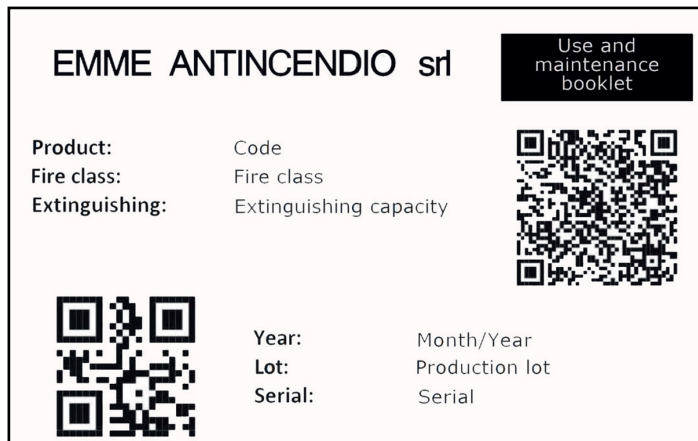 EMME ANTINCENDIO srl
Use and
maintenance
booklet
Product: Code
Fire class: Fire class
Extinguishing: Extinguishing capacity
Year: Month/Year
Lot: Production lot
Serial: Serial